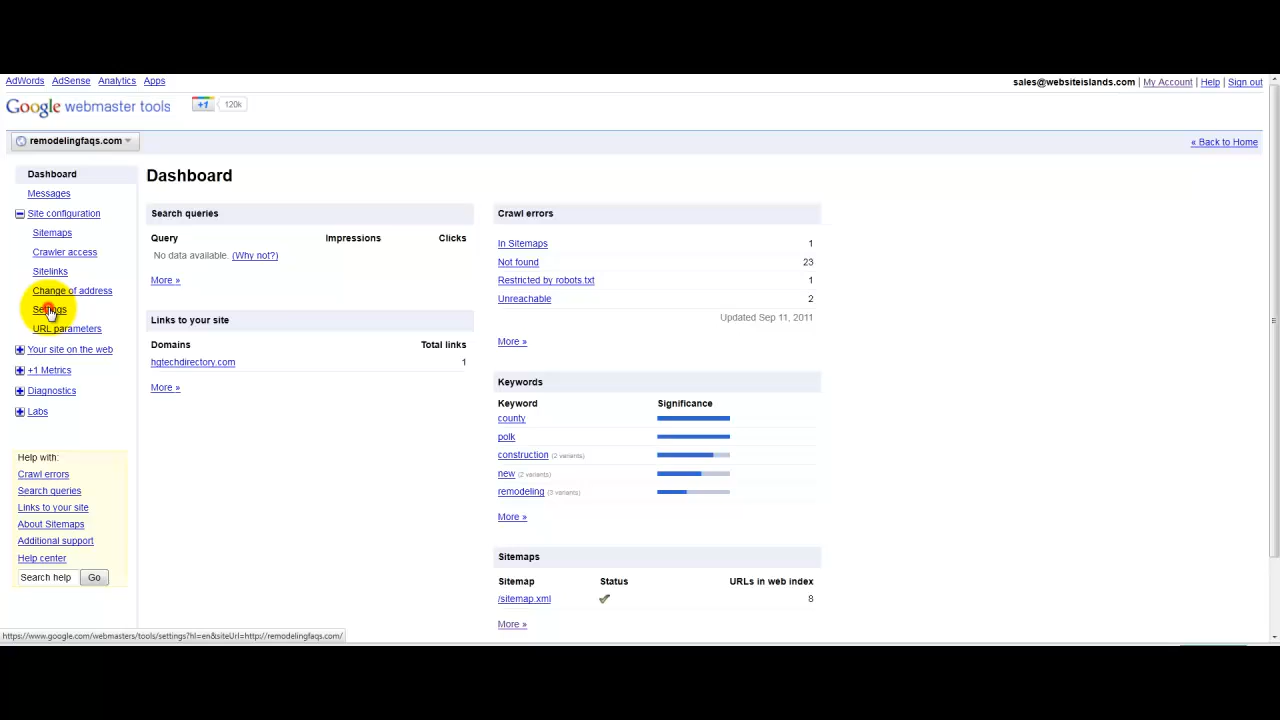 AdWords AdSense Analytics Apps
sales@websiteislands.com | My Account | Help | Sign out
Google webmaster tools +1 120k
remodelingfaqs.com
« Back to Home
Dashboard
Messages
Site configuration
Sitemaps
Crawler access
Sitelinks
Change of address
Settings
URL parameters
Your site on the web
+1 Metrics
Diagnostics
Labs
Help with:
Crawl errors
Search queries
Links to your site
About Sitemaps
Additional support
Help center
Search help Go
Dashboard
Search queries
Query Impressions Clicks
No data available. (Why not?)
More »
Links to your site
Domains Total links
hgtechdirectory.com 1
More »
Crawl errors
In Sitemaps 1
Not found 23
Restricted by robots.txt 1
Unreachable 2
Updated Sep 11, 2011
More »
Keywords
Keyword Significance
county
polk
construction (2 variants)
new (2 variants)
remodeling (3 variants)
More »
Sitemaps
Sitemap Status URLs in web index
/sitemap.xml 8
More »
https://www.google.com/webmasters/tools/settings?hl=en&siteUrl=http://remodelingfaqs.com/